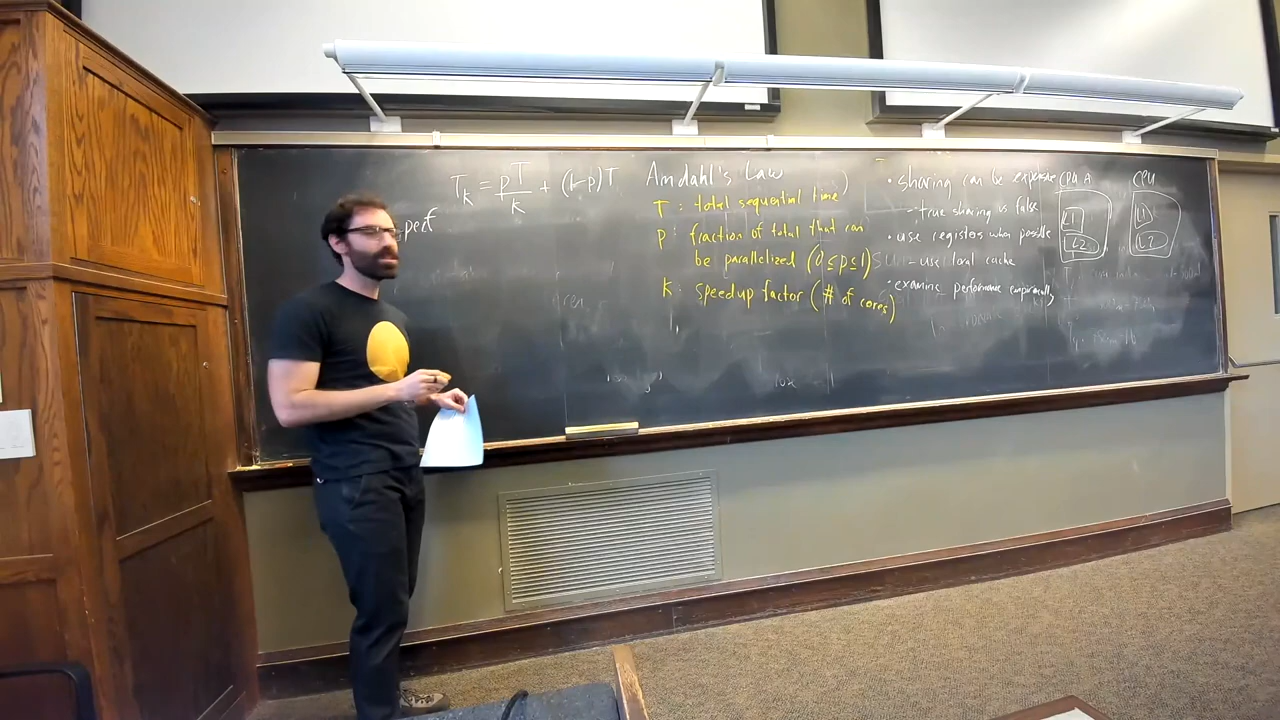 perf
T_k = pT/k + (1-p)T
Amdahl's Law
T : total sequential time
p : fraction of total that can
be parallelized (0 ≤ p ≤ 1)
K : speedup factor (# of cores)
• sharing can be expensive
- true sharing vs false
• use registers when possible
- use local cache
• examine performance empirically
CPU A
L1
L2
CPU
L1
L2